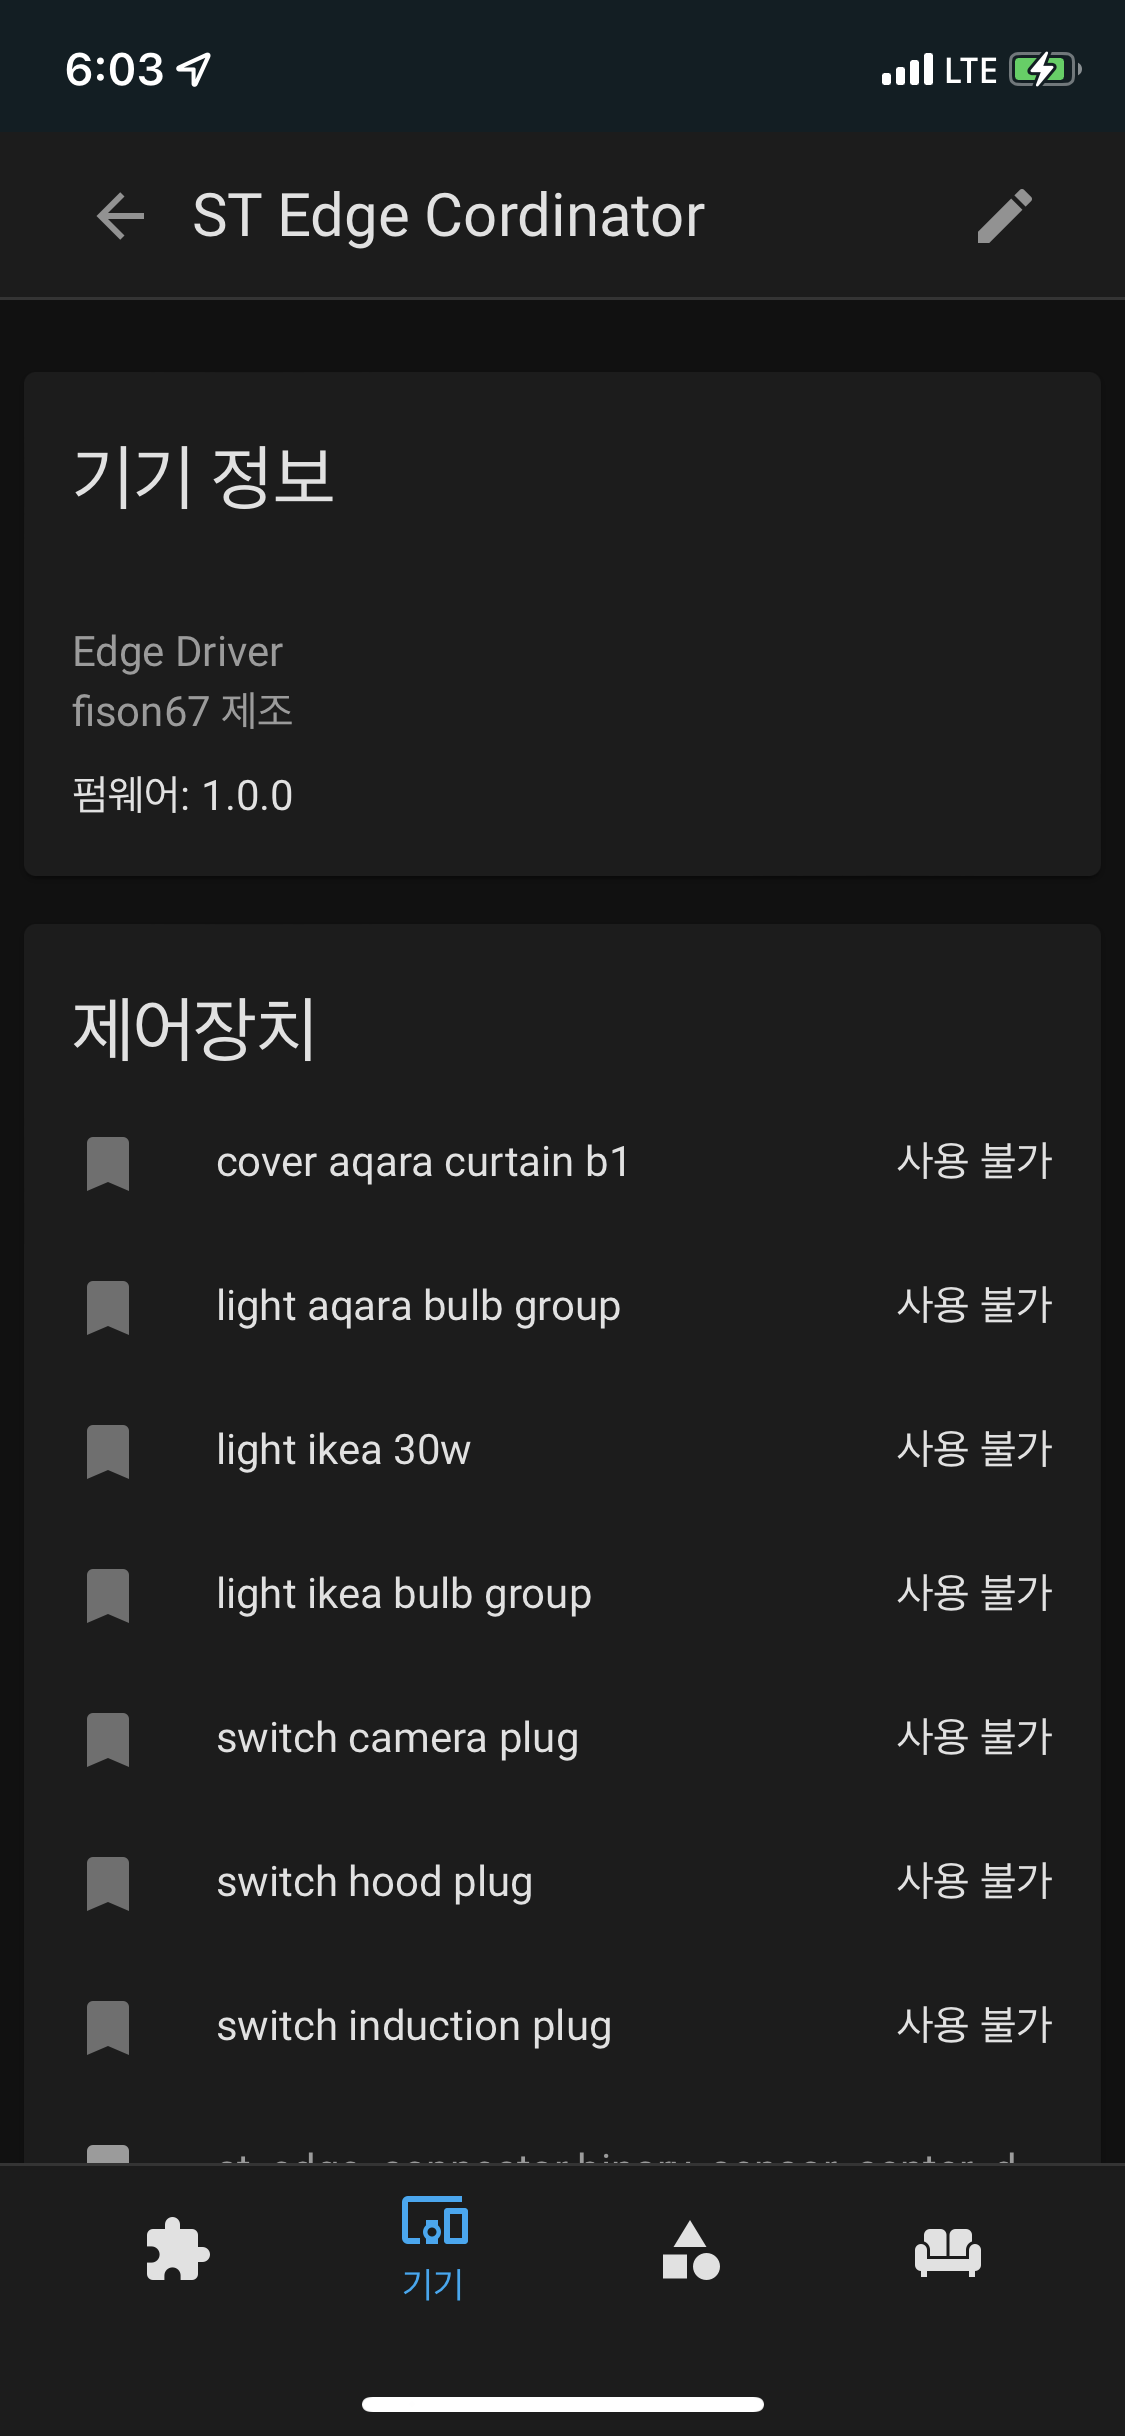 6:03
LTE
ST Edge Cordinator
기기 정보
Edge Driver
fison67 제조
펌웨어: 1.0.0
제어장치
cover aqara curtain b1 사용 불가
light aqara bulb group 사용 불가
light ikea 30w 사용 불가
light ikea bulb group 사용 불가
switch camera plug 사용 불가
switch hood plug 사용 불가
switch induction plug 사용 불가
기기